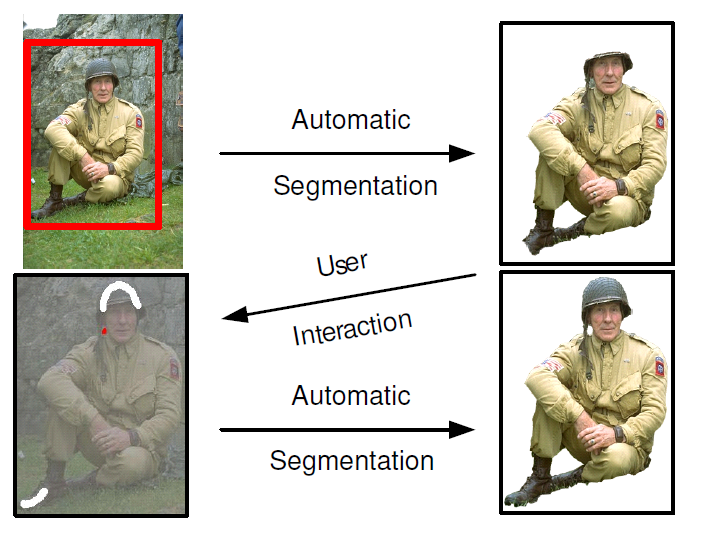 Automatic
Segmentation
User
Interaction
Automatic
Segmentation